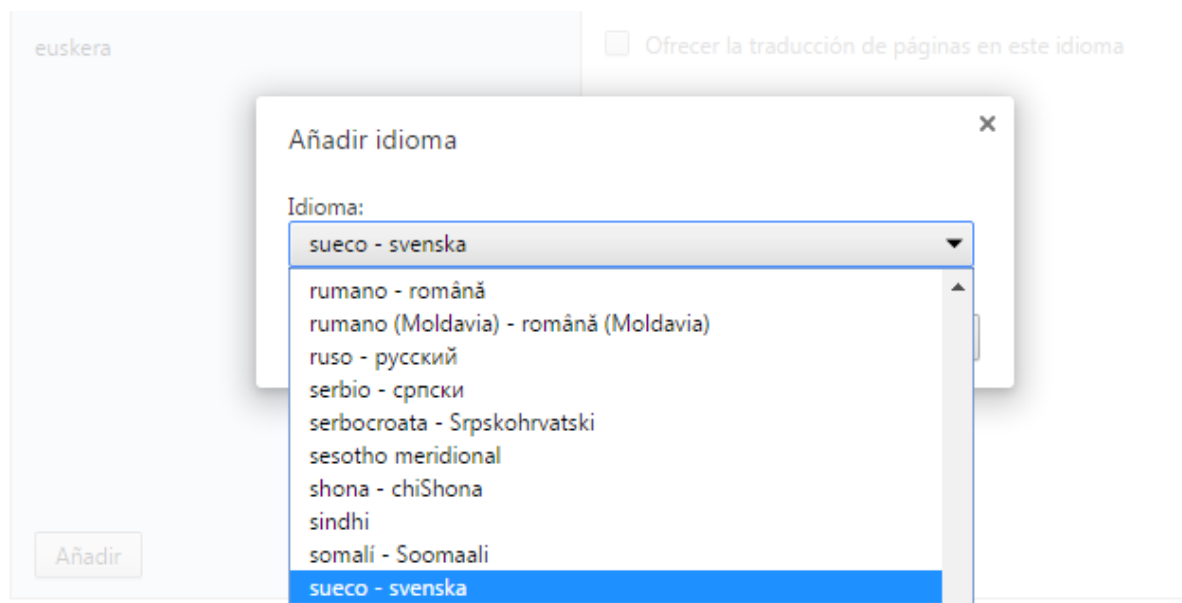 euskera
Ofrecer la traducción de páginas en este idioma
Añadir idioma
Idioma:
sueco - svenska
rumano - română
rumano (Moldavia) - română (Moldavia)
ruso - русский
serbio - српски
serbocroata - Srpskohrvatski
sesotho meridional
shona - chiShona
sindhi
somalí - Soomaali
sueco - svenska
Añadir